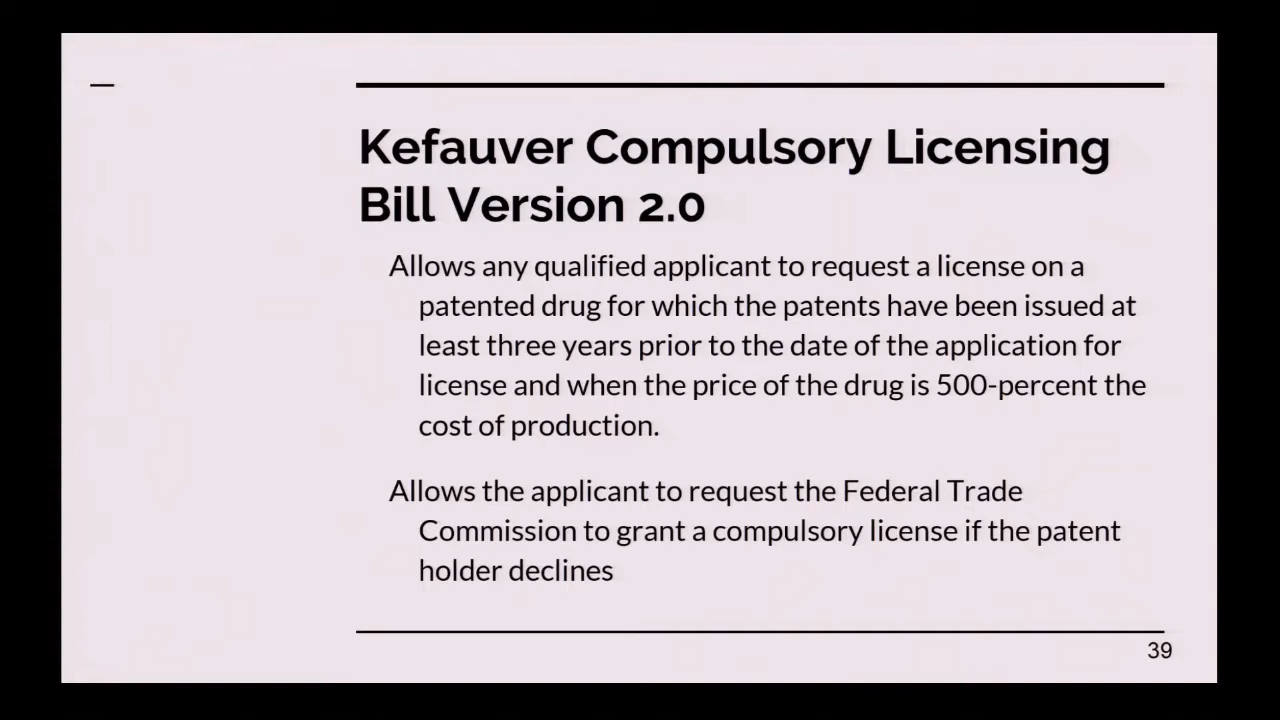 Kefauver Compulsory Licensing
Bill Version 2.0
Allows any qualified applicant to request a license on a
patented drug for which the patents have been issued at
least three years prior to the date of the application for
license and when the price of the drug is 500-percent the
cost of production.
Allows the applicant to request the Federal Trade
Commission to grant a compulsory license if the patent
holder declines
39